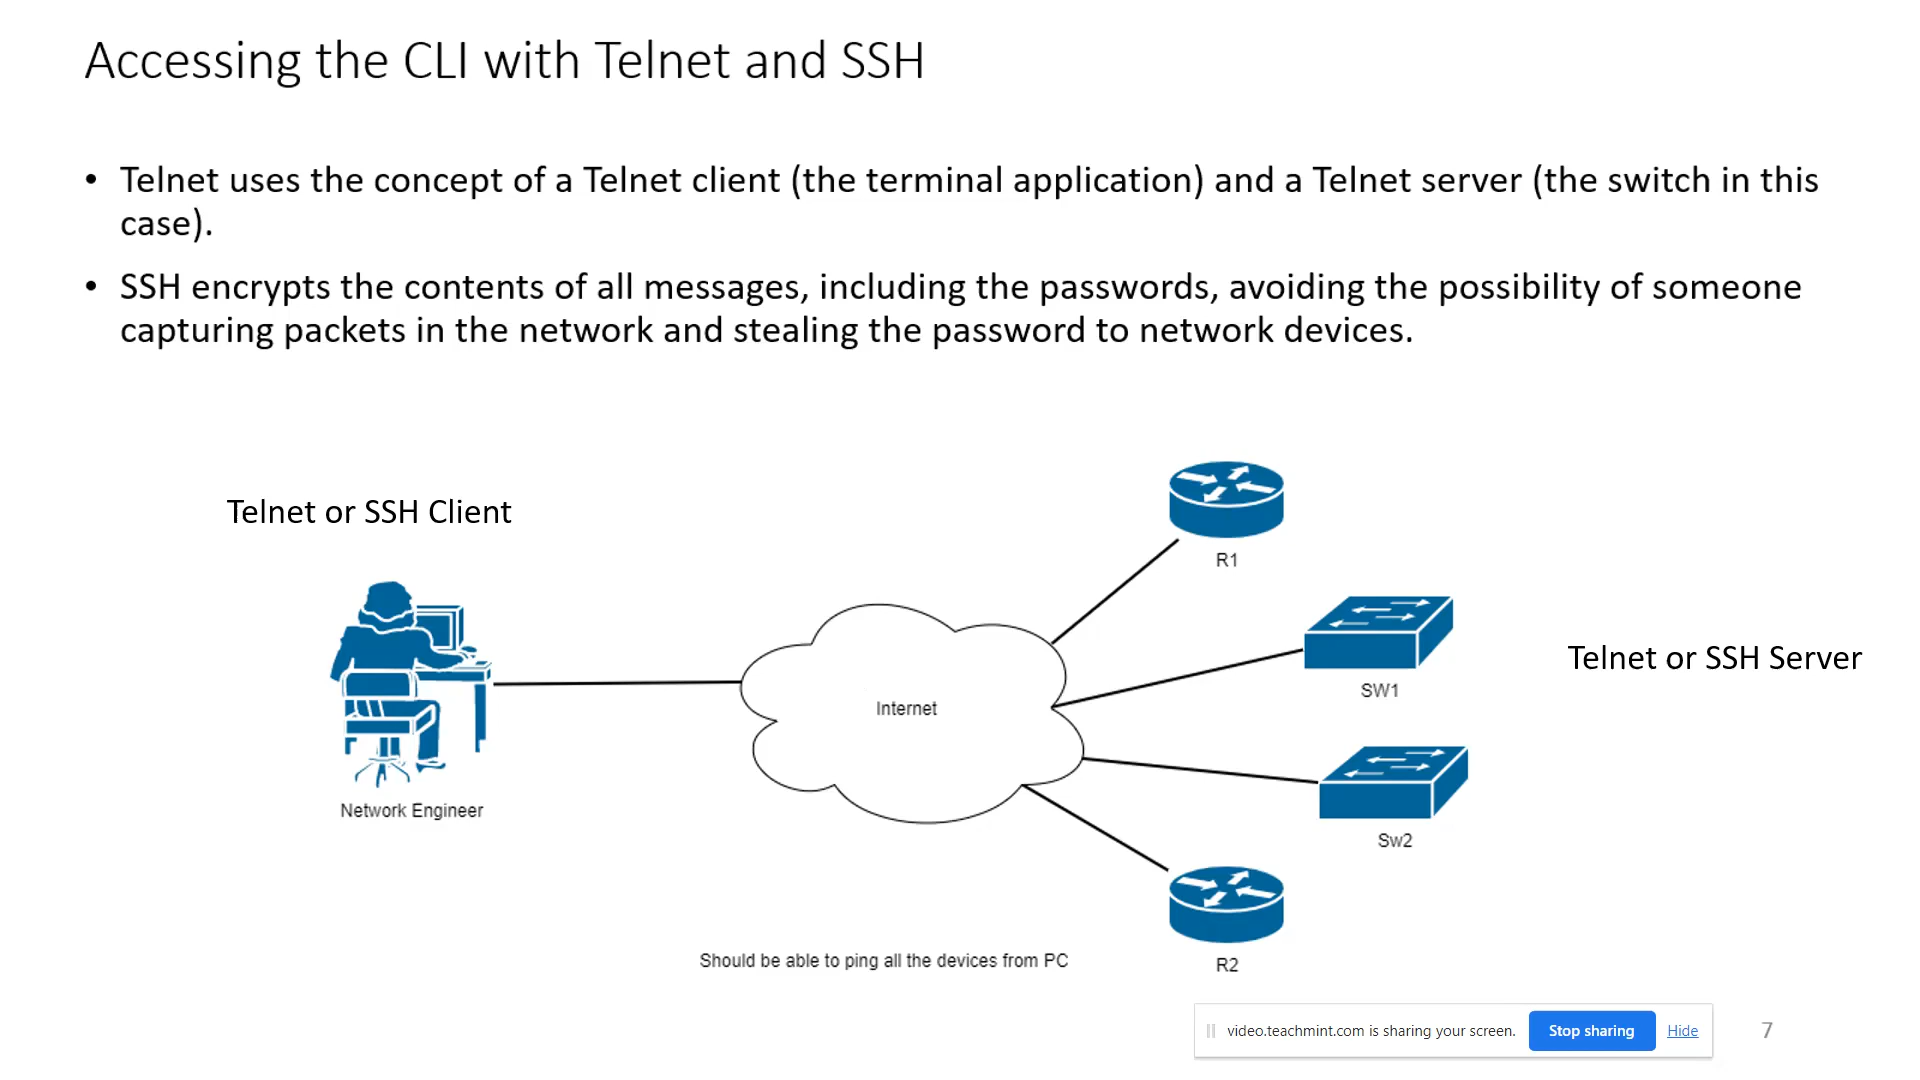 Accessing the CLI with Telnet and SSH
• Telnet uses the concept of a Telnet client (the terminal application) and a Telnet server (the switch in this
case).
• SSH encrypts the contents of all messages, including the passwords, avoiding the possibility of someone
capturing packets in the network and stealing the password to network devices.
Telnet or SSH Client
R1
Telnet or SSH Server
SW1
Internet
Network Engineer
Sw2
Should be able to ping all the devices from PC
R2
video.teachmint.com is sharing your screen.
Stop sharing
Hide
7